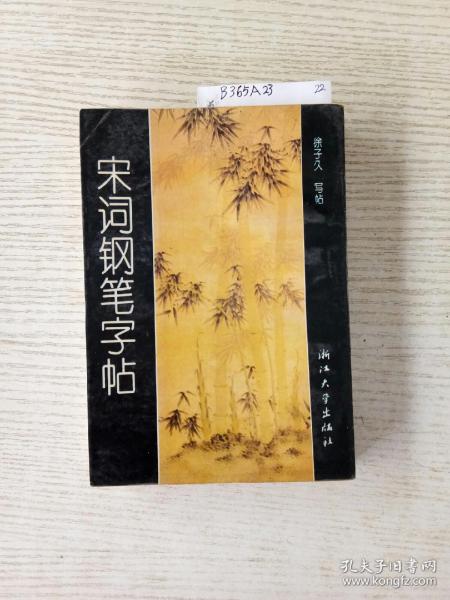 B365A23
22
宋词钢笔字帖
徐子久 写帖
浙江大学出版社
孔夫子旧书网
www.kongfz.com